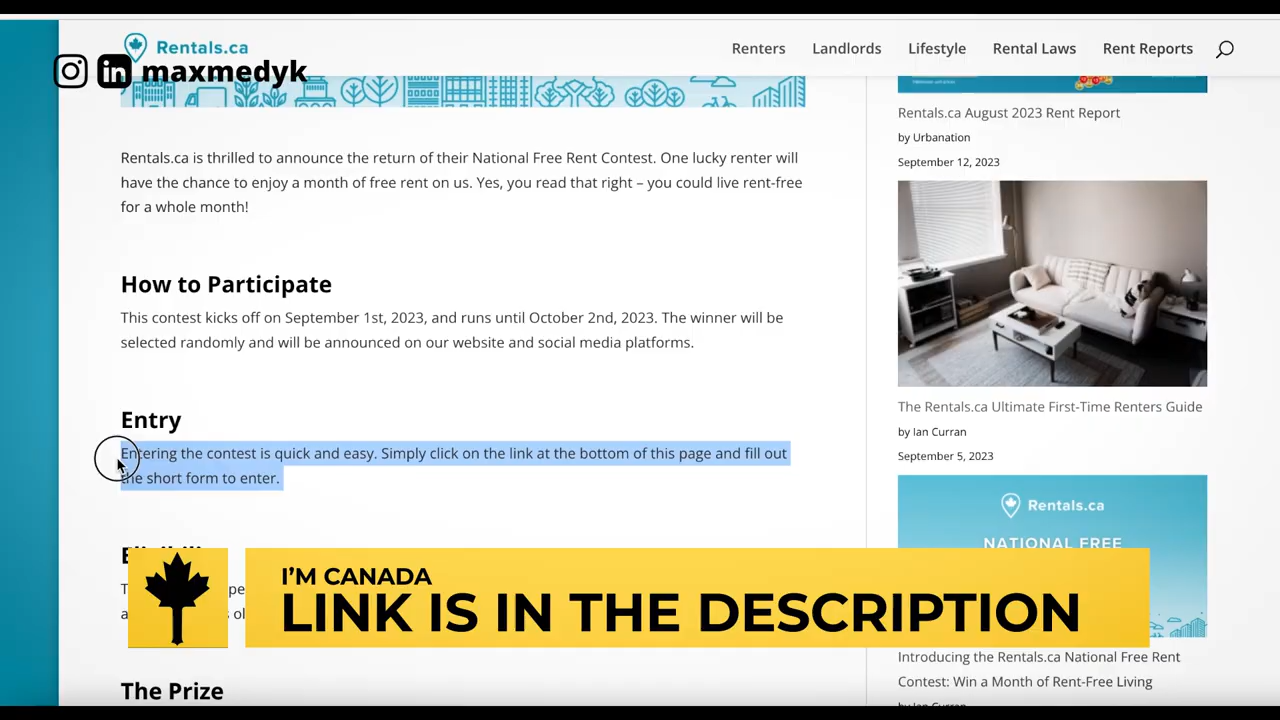 Rentals.ca
Renters
Landlords
Lifestyle
Rental Laws
Rent Reports
maxmedyk
Rentals.ca is thrilled to announce the return of their National Free Rent Contest. One lucky renter will
have the chance to enjoy a month of free rent on us. Yes, you read that right – you could live rent-free
for a whole month!
How to Participate
This contest kicks off on September 1st, 2023, and runs until October 2nd, 2023. The winner will be
selected randomly and will be announced on our website and social media platforms.
Entry
Entering the contest is quick and easy. Simply click on the link at the bottom of this page and fill out
the short form to enter.
The Prize
Rentals.ca August 2023 Rent Report
by Urbanation
September 12, 2023
The Rentals.ca Ultimate First-Time Renters Guide
by Ian Curran
September 5, 2023
Rentals.ca
NATIONAL FREE
Introducing the Rentals.ca National Free Rent
Contest: Win a Month of Rent-Free Living
by Ian Curran
I'M CANADA
LINK IS IN THE DESCRIPTION